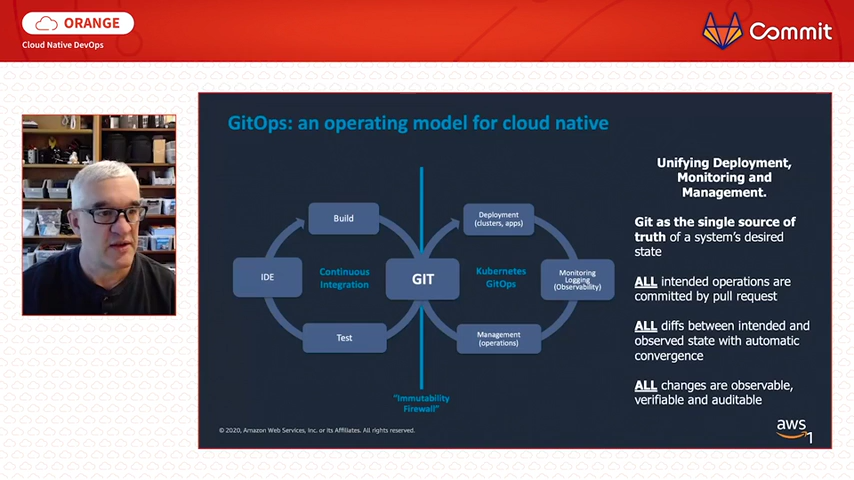 ORANGE
Cloud Native DevOps
Commit
GitOps: an operating model for cloud native
Build
IDE
Continuous
Integration
Test
GIT
Deployment
(clusters, apps)
Kubernetes
GitOps
Monitoring
Logging
(Observability)
Management
(operations)
"Immutability
Firewall"
Unifying Deployment,
Monitoring and
Management.
Git as the single source of
truth of a system's desired
state
ALL intended operations are
committed by pull request
ALL diffs between intended and
observed state with automatic
convergence
ALL changes are observable,
verifiable and auditable
© 2020, Amazon Web Services, Inc. or its Affiliates. All rights reserved.
aws
1